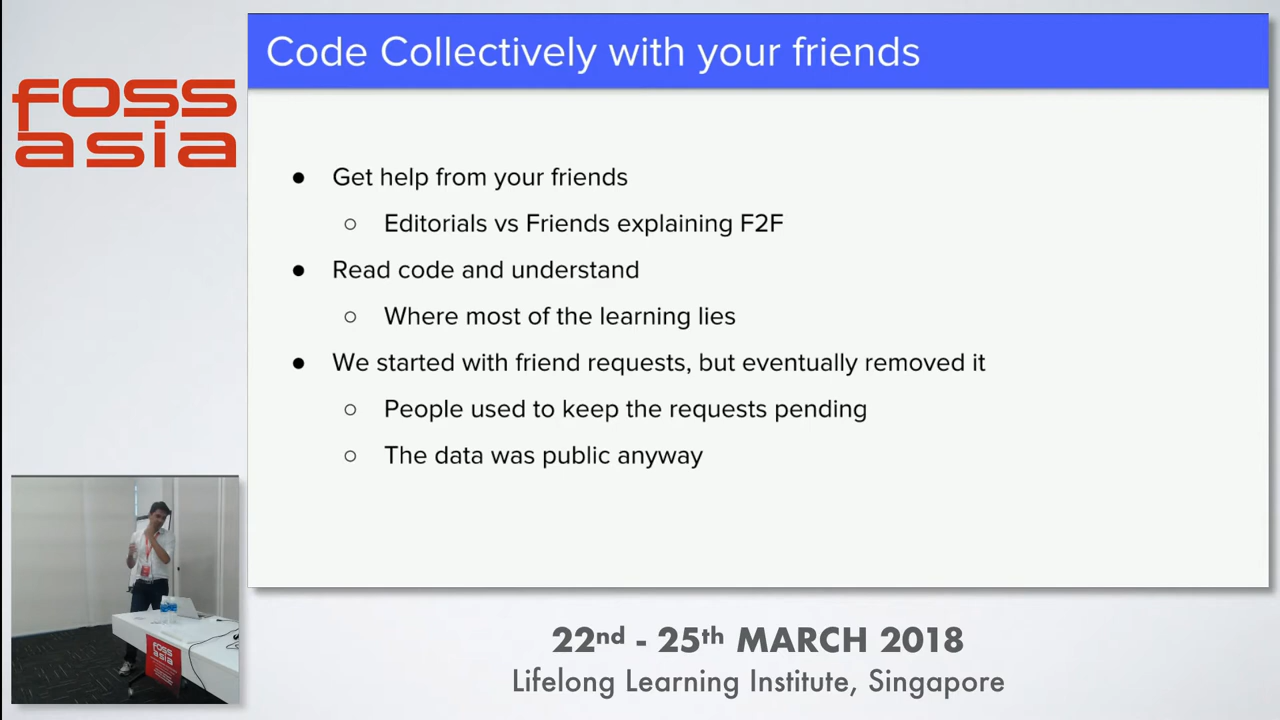 foss
asia
Code Collectively with your friends
● Get help from your friends
○ Editorials vs Friends explaining F2F
● Read code and understand
○ Where most of the learning lies
● We started with friend requests, but eventually removed it
○ People used to keep the requests pending
○ The data was public anyway
foss
asia
22nd - 25th MARCH 2018
Lifelong Learning Institute, Singapore